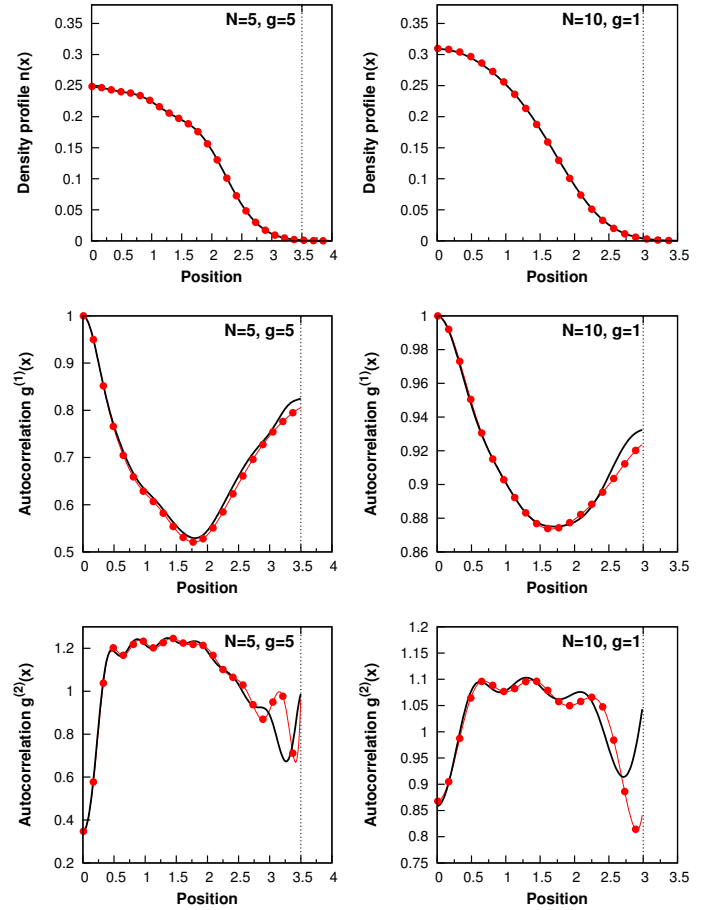 N=5, g=5
Density profile n(x)
0.35
0.3
0.25
0.2
0.15
0.1
0.05
0
0 0.5 1 1.5 2 2.5 3 3.5 4
Position
N=10, g=1
Density profile n(x)
0.35
0.3
0.25
0.2
0.15
0.1
0.05
0
0 0.5 1 1.5 2 2.5 3 3.5
Position
N=5, g=5
Autocorrelation g(1)(x)
1
0.9
0.8
0.7
0.6
0.5
0 0.5 1 1.5 2 2.5 3 3.5 4
Position
N=10, g=1
Autocorrelation g(1)(x)
1
0.98
0.96
0.94
0.92
0.9
0.88
0.86
0 0.5 1 1.5 2 2.5 3 3.5
Position
N=5, g=5
Autocorrelation g(2)(x)
1.2
1
0.8
0.6
0.4
0.2
0 0.5 1 1.5 2 2.5 3 3.5 4
Position
N=10, g=1
Autocorrelation g(2)(x)
1.2
1.15
1.1
1.05
1
0.95
0.9
0.85
0.8
0.75
0 0.5 1 1.5 2 2.5 3 3.5
Position